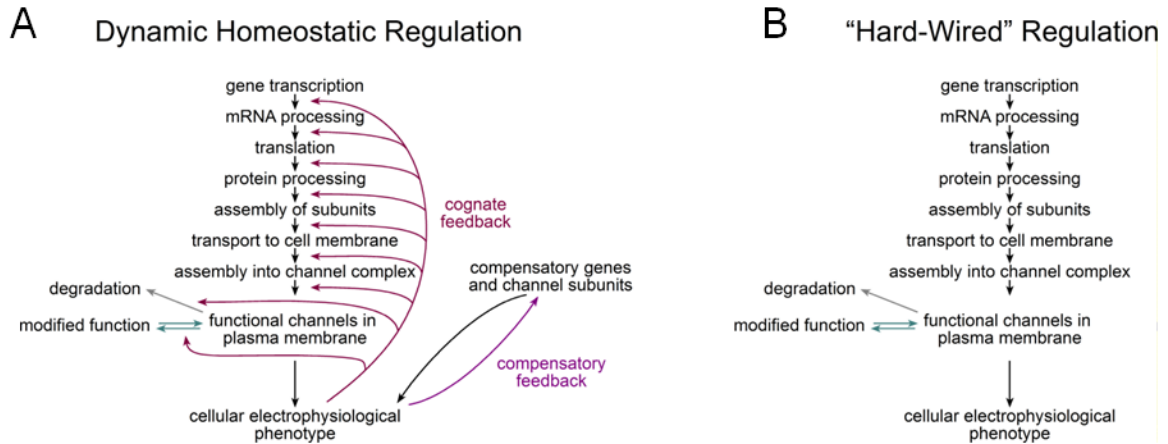 A
Dynamic Homeostatic Regulation
gene transcription
mRNA processing
translation
protein processing
assembly of subunits
transport to cell membrane
assembly into channel complex
cognate
feedback
compensatory genes
and channel subunits
degradation
modified function
functional channels in
plasma membrane
compensatory
feedback
cellular electrophysiological
phenotype
B
“Hard-Wired” Regulation
gene transcription
mRNA processing
translation
protein processing
assembly of subunits
transport to cell membrane
assembly into channel complex
degradation
modified function
functional channels in
plasma membrane
cellular electrophysiological
phenotype